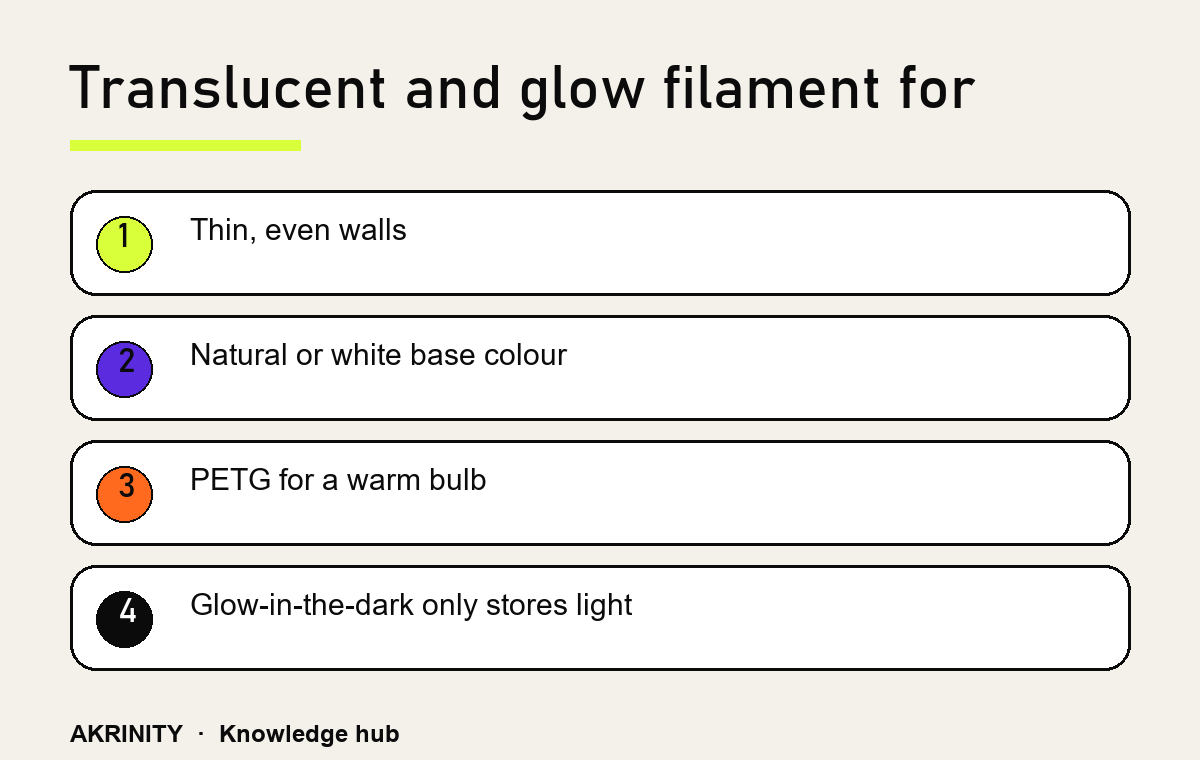 Translucent and glow filament for
1 Thin, even walls
2 Natural or white base colour
3 PETG for a warm bulb
4 Glow-in-the-dark only stores light
AKRINITY · Knowledge hub